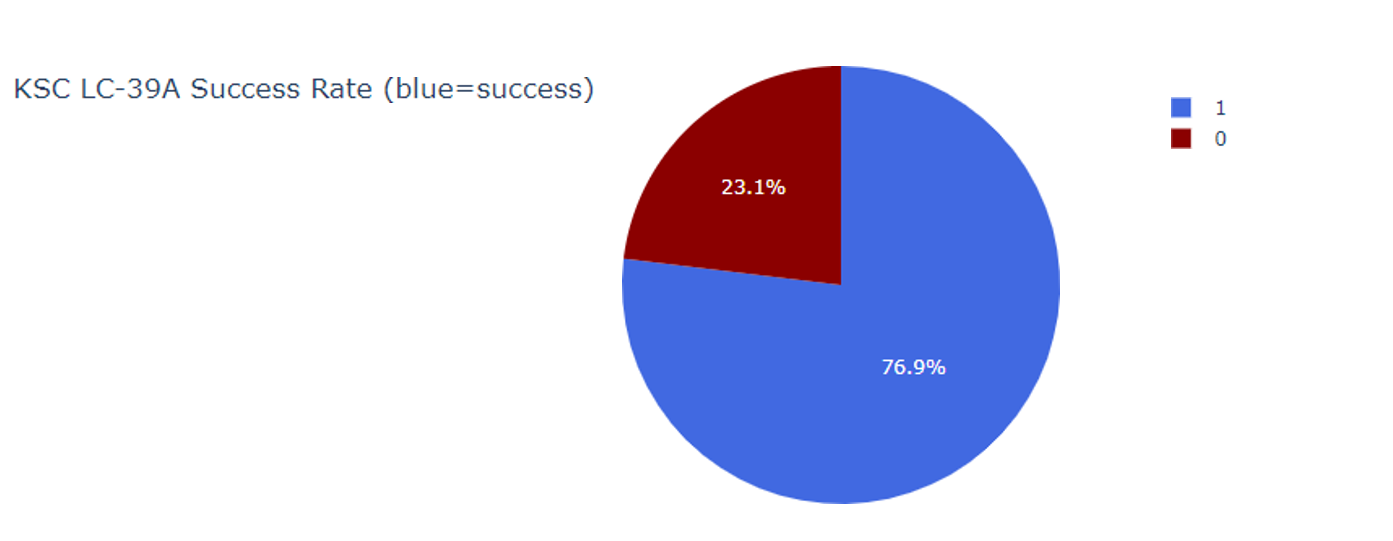 KSC LC-39A Success Rate (blue=success)
1
0
23.1%
76.9%